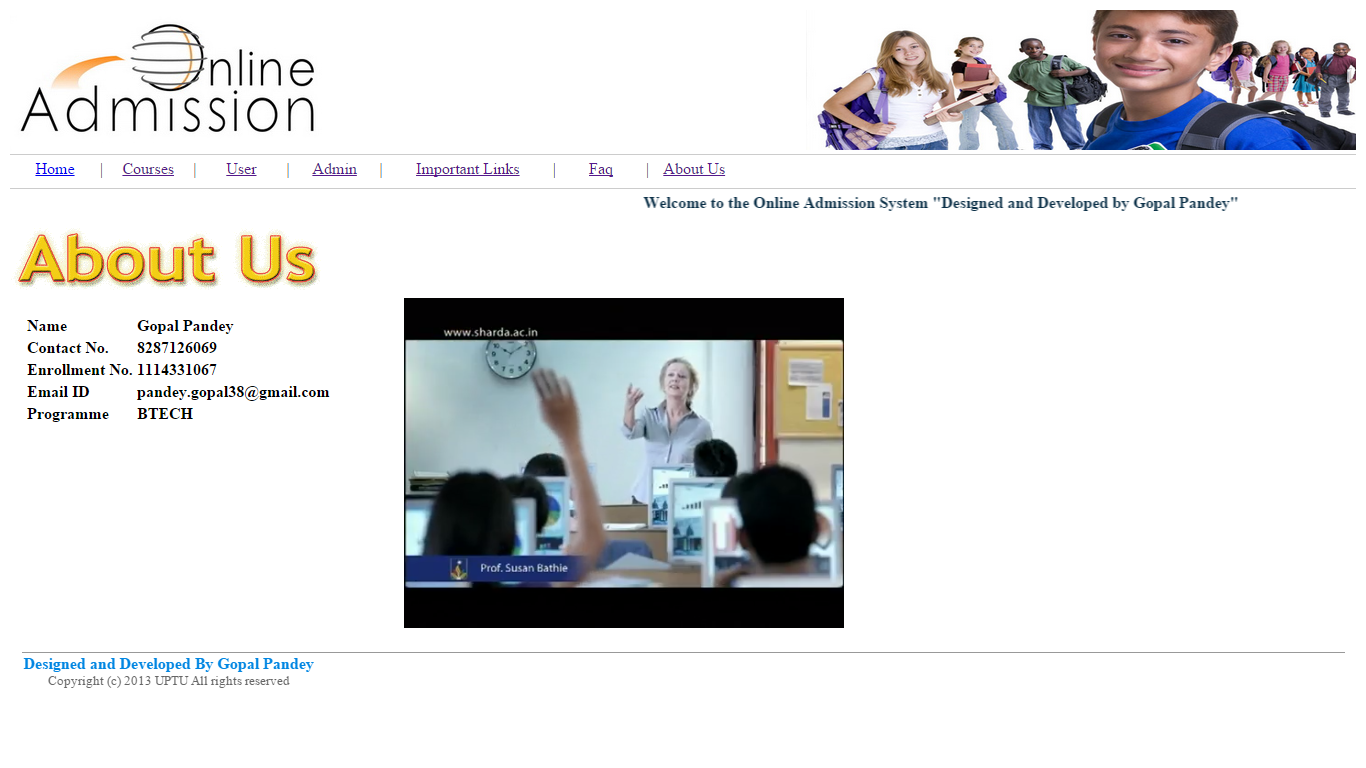 Online
Admission
Home | Courses | User | Admin | Important Links | Faq | About Us
Welcome to the Online Admission System "Designed and Developed by Gopal Pandey"
About Us
Name Gopal Pandey
Contact No. 8287126069
Enrollment No. 1114331067
Email ID pandey.gopal38@gmail.com
Programme BTECH
www.sharda.ac.in
Prof. Susan Bathie
Designed and Developed By Gopal Pandey
Copyright (c) 2013 UPTU All rights reserved